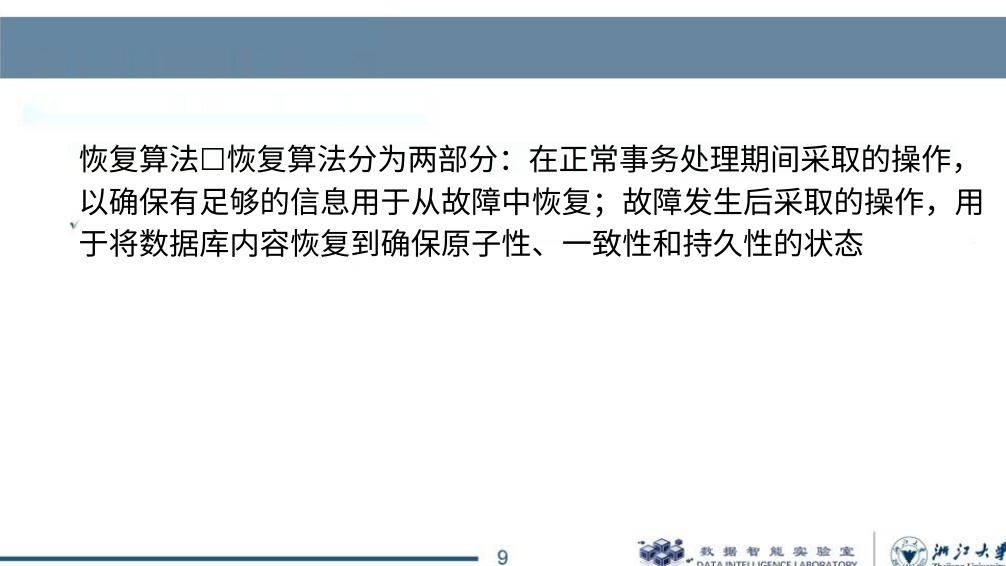 恢复算法□恢复算法分为两部分：在正常事务处理期间采取的操作，
以确保有足够的信息用于从故障中恢复；故障发生后采取的操作，用
于将数据库内容恢复到确保原子性、一致性和持久性的状态
9
数据智能实验室
DATA INTELLIGENCE LABORATORY
浙江大学
Zhejiang University